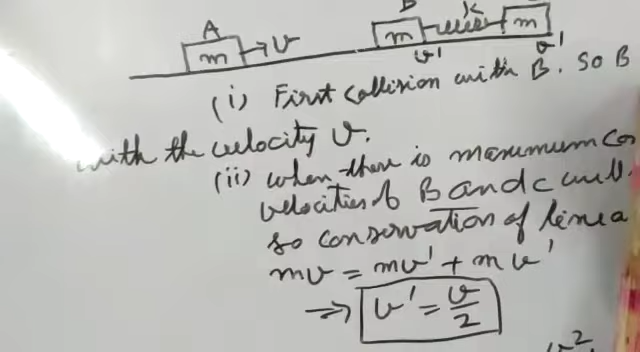 A K
m → v m m
v' v'
(i) First Collision with B. So B
with the velocity v.
(ii) when there is maximum Co
velocities of B and C will
so conservation of linea
mv = mv' + mv'
⇒ v' = v/2